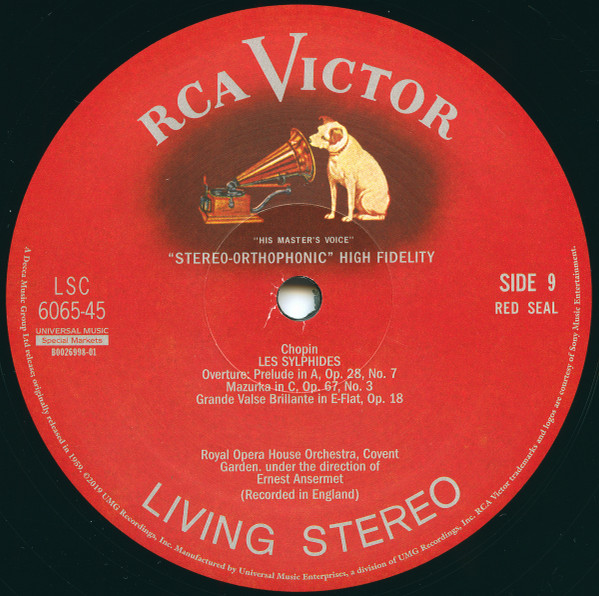 RCA VICTOR
"HIS MASTER'S VOICE"
"STEREO-ORTHOPHONIC" HIGH FIDELITY
LSC
6065-45
UNIVERSAL MUSIC
Special Markets
B0026998-01
SIDE 9
RED SEAL
Chopin
LES SYLPHIDES
Overture: Prelude in A, Op. 28, No. 7
Mazurka in C, Op. 67, No. 3
Grande Valse Brillante in E-Flat, Op. 18
Royal Opera House Orchestra, Covent
Garden. under the direction of
Ernest Ansermet
(Recorded in England)
LIVING STEREO
A Decca Music Group Ltd release; originally released in 1959. ©2019 UMG Recordings, Inc. Manufactured by Universal Music Enterprises, a division of UMG Recordings, Inc. RCA Victor trademarks and logos are courtesy of Sony Music Entertainment.